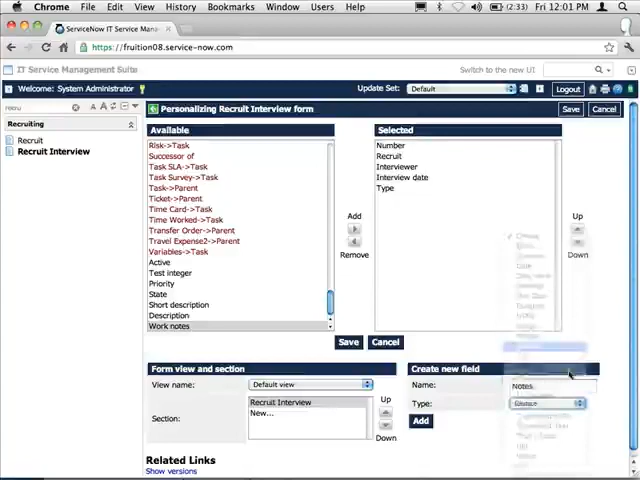 Chrome File Edit View History Bookmarks Window Users Help (2:33) Fri 12:01 PM
ServiceNow IT Service Mana
https://fruition08.service-now.com
IT Service Management Suite Switch to the new UI
Welcome: System Administrator Update Set: Default Logout
recru A A Personalizing Recruit Interview form Save Cancel
Recruiting
Recruit
Recruit Interview
Available Selected
Risk->Task
Successor of
Task SLA->Task
Task Survey->Task
Task->Parent
Ticket->Parent
Time Card->Task
Time Worked->Task
Transfer Order->Parent
Travel Expense2->Parent
Variables->Task
Active
Test integer
Priority
State
Short description
Description
Work notes
Add
Remove
Number
Recruit
Interviewer
Interview date
Type
Up
Down
Save Cancel
Form view and section Create new field
View name: Default view
Section: Recruit Interview
New...
Up
Down
Name: Notes
Type:
Add
Related Links
Show versions